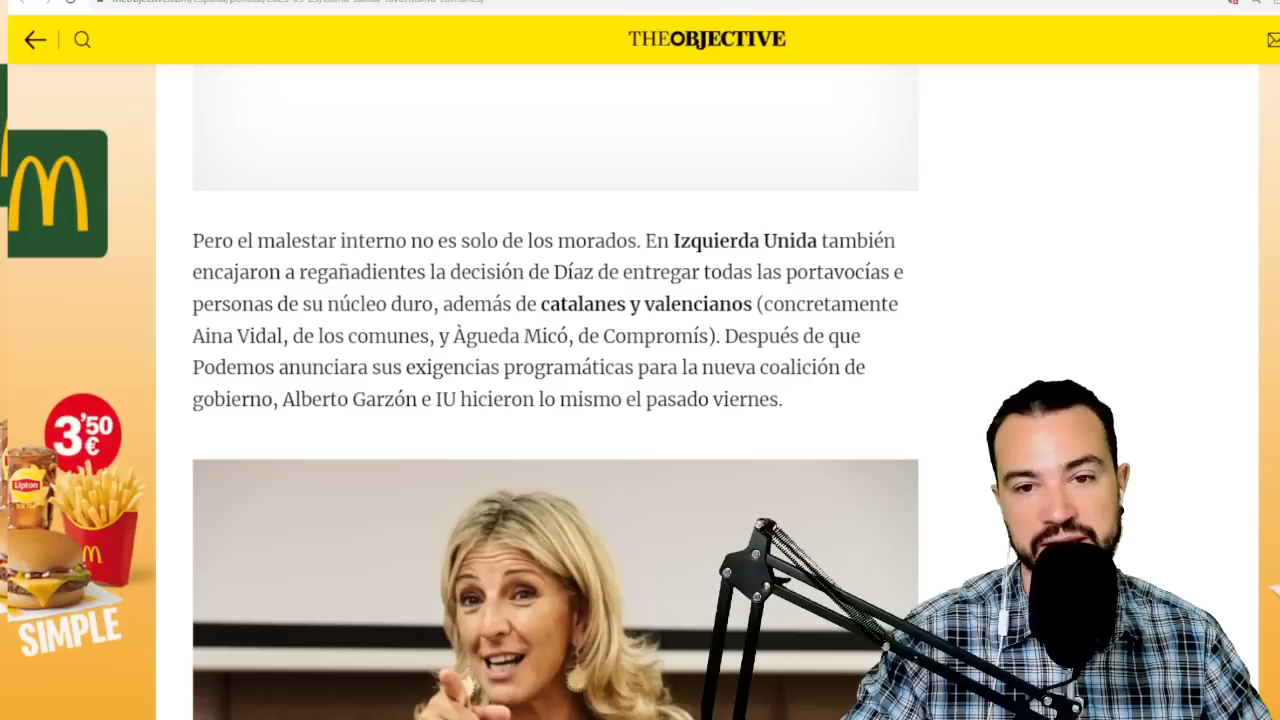 THEOBJECTIVE
Pero el malestar interno no es solo de los morados. En Izquierda Unida también
encajaron a regañadientes la decisión de Díaz de entregar todas las portavocías e
personas de su núcleo duro, además de catalanes y valencianos (concretamente
Aina Vidal, de los comunes, y Àgueda Micó, de Compromís). Después de que
Podemos anunciara sus exigencias programáticas para la nueva coalición de
gobierno, Alberto Garzón e IU hicieron lo mismo el pasado viernes.
3'50
€
Lipton
SIMPLE